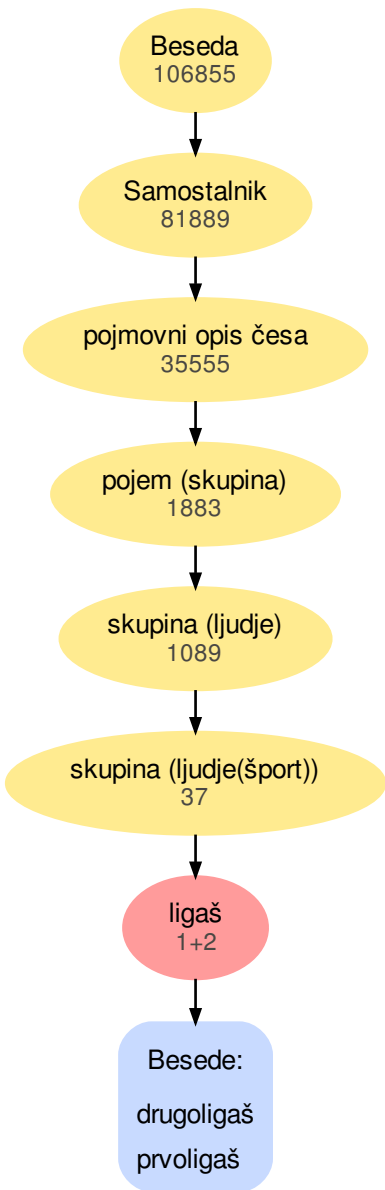 Beseda
106855
Samostalnik
81889
pojmovni opis česa
35555
pojem (skupina)
1883
skupina (ljudje)
1089
skupina (ljudje(šport))
37
ligaš
1+2
Besede:
drugoligaš
prvoligaš